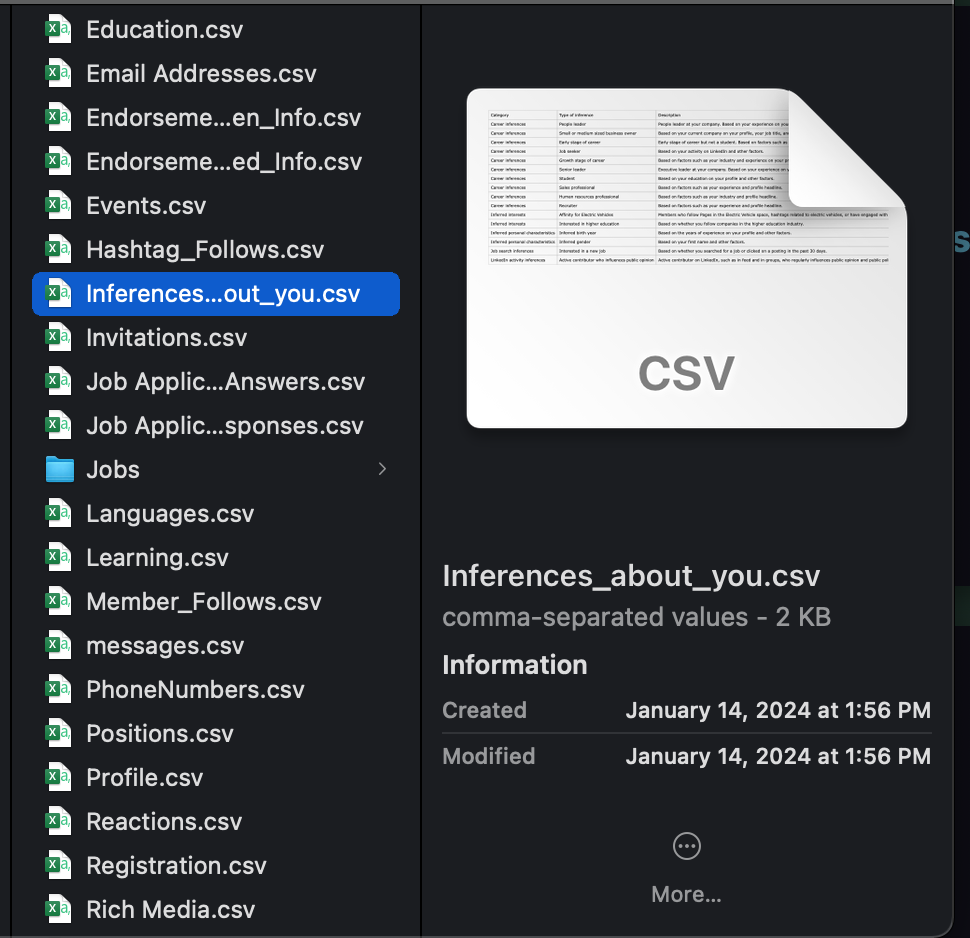 Education.csv
Email Addresses.csv
Endorseme...en_Info.csv
Endorseme...ed_Info.csv
Events.csv
Hashtag_Follows.csv
Inferences...out_you.csv
Invitations.csv
Job Applic...Answers.csv
Job Applic...sponses.csv
Jobs
Languages.csv
Learning.csv
Member_Follows.csv
messages.csv
PhoneNumbers.csv
Positions.csv
Profile.csv
Reactions.csv
Registration.csv
Rich Media.csv
Category Type of inference Description
Career inferences People leader People leader at your company. Based on your experience on you
Career inferences Small or medium sized business owner Based on your current company on your profile, your job title, an
Career inferences Early stage of career Early stage of career but not a student. Based on factors such as
Career inferences Job seeker Based on your activity on LinkedIn and other factors.
Career inferences Growth stage of career Based on factors such as your industry and experience on your p
Career inferences Senior leader Executive leader at your company. Based on your experience on
Career inferences Student Based on your education on your profile and other factors.
Career inferences Sales professional Based on factors such as your experience and profile headline.
Career inferences Human resources professional Based on factors such as your industry and profile headline.
Career inferences Recruiter Based on factors such as your experience and profile headline.
Inferred interests Affinity for Electric Vehicles Members who follow Pages in the Electric Vehicle space, hashtags related to electric vehicles, or have engaged with
Inferred interests Interested in higher education Based on whether you follow companies in the higher education industry.
Inferred personal characteristics Inferred birth year Based on the years of experience on your profile and other factors.
Inferred personal characteristics Inferred gender Based on your first name and other factors.
Job search inferences Interested in a new job Based on whether you searched for a job or clicked on a posting in the past 30 days.
LinkedIn activity inferences Active contributor who influences public opinion Active contributor on LinkedIn, such as in feed and in groups, who regularly influences public opinion and public pol
CSV
Inferences_about_you.csv
comma-separated values - 2 KB
Information
Created January 14, 2024 at 1:56 PM
Modified January 14, 2024 at 1:56 PM
More...